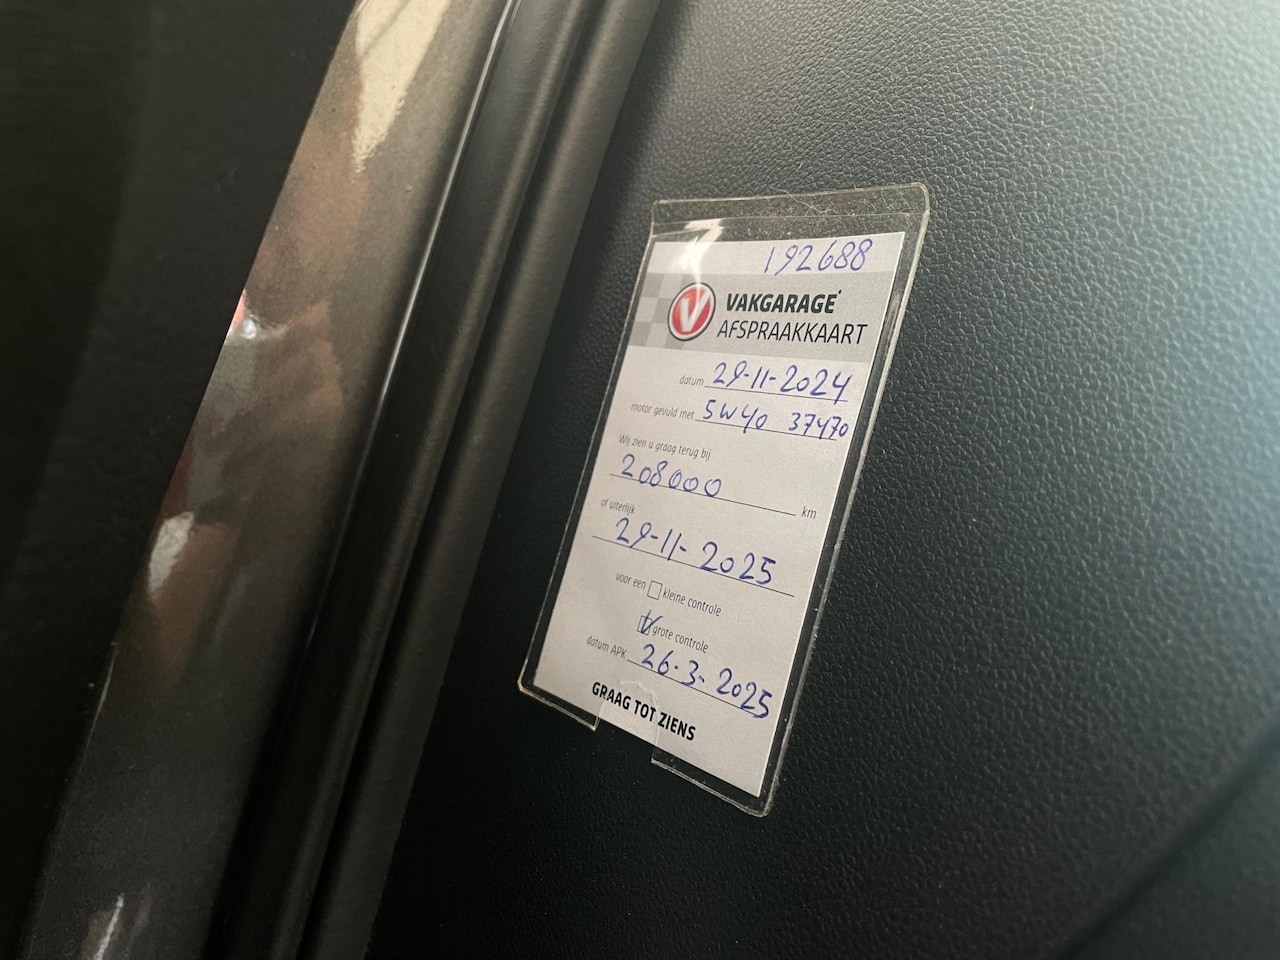 192688
V
VAKGARAGE
AFSPRAAKKAART
datum 29-11-2024
motor gevuld met 5W40 37470
Wij zien u graag terug bij
208000 km
of uiterlijk
29-11-2025
voor een kleine controle
grote controle
datum APK 26-3-2025
GRAAG TOT ZIENS